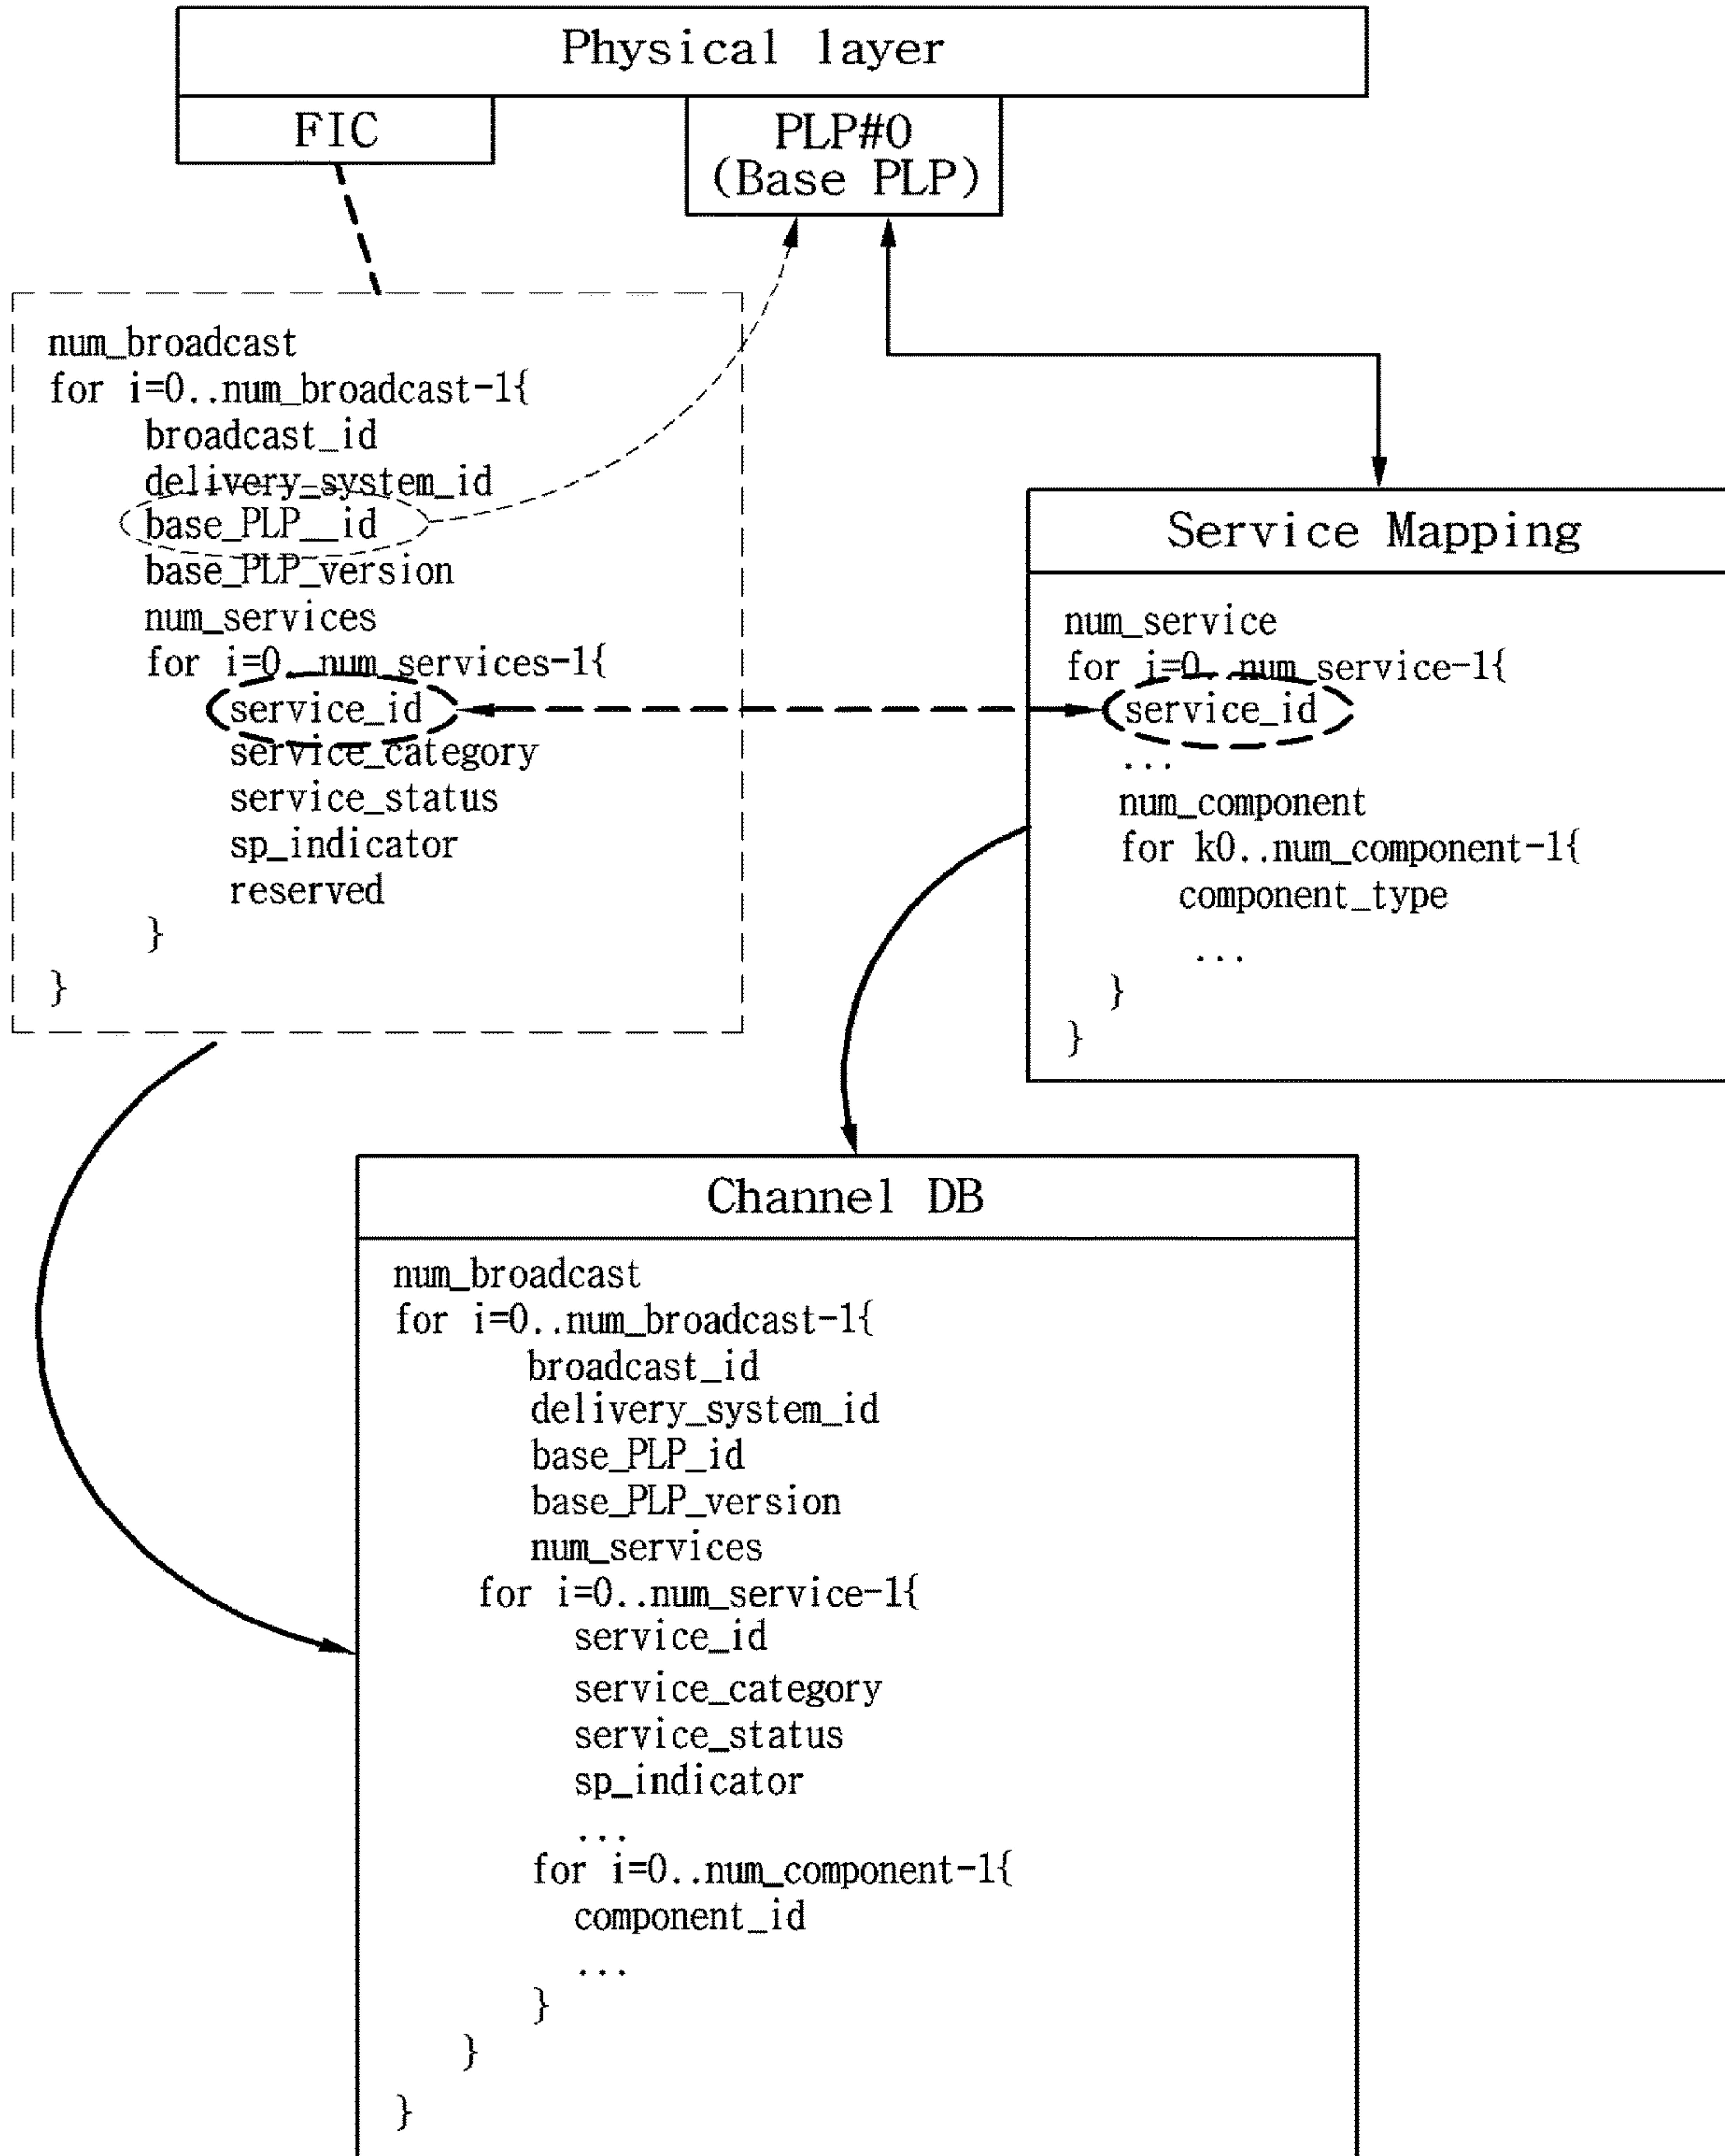 Physical layer
FIC
PLP#0
(Base PLP)
num_broadcast
for i=0..num_broadcast-1{
broadcast_id
delivery_system_id
base_PLP__id
base_PLP_version
num_services
for i=0..num_services-1{
service_id
service_category
service_status
sp_indicator
reserved
}
}
Service Mapping
num_service
for i=0..num_service-1{
service_id
...
num_component
for k0..num_component-1{
component_type
...
}
}
Channel DB
num_broadcast
for i=0..num_broadcast-1{
broadcast_id
delivery_system_id
base_PLP_id
base_PLP_version
num_services
for i=0..num_service-1{
service_id
service_category
service_status
sp_indicator
...
for i=0..num_component-1{
component_id
...
}
}
}